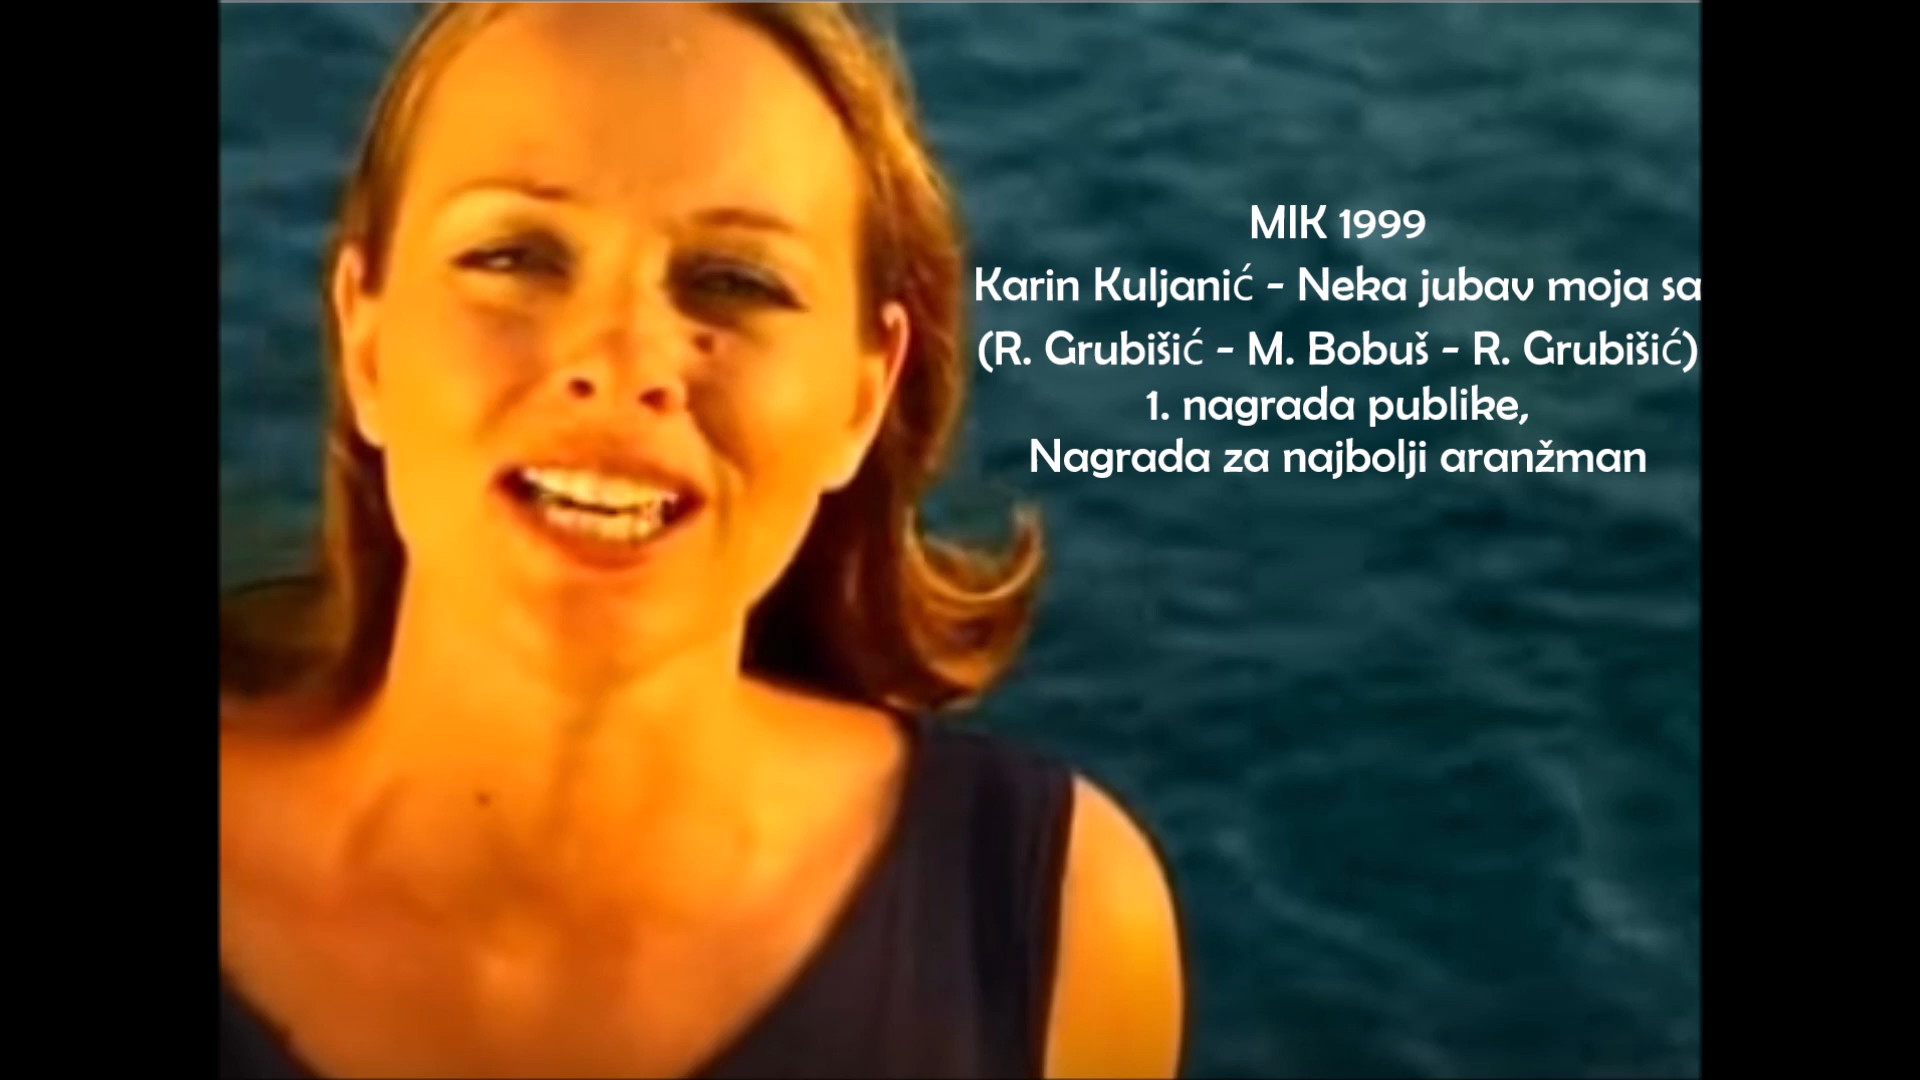 MIK 1999
Karin Kuljanić - Neka jubav moja sa
(R. Grubišić - M. Bobuš - R. Grubišić)
1. nagrada publike,
Nagrada za najbolji aranžman